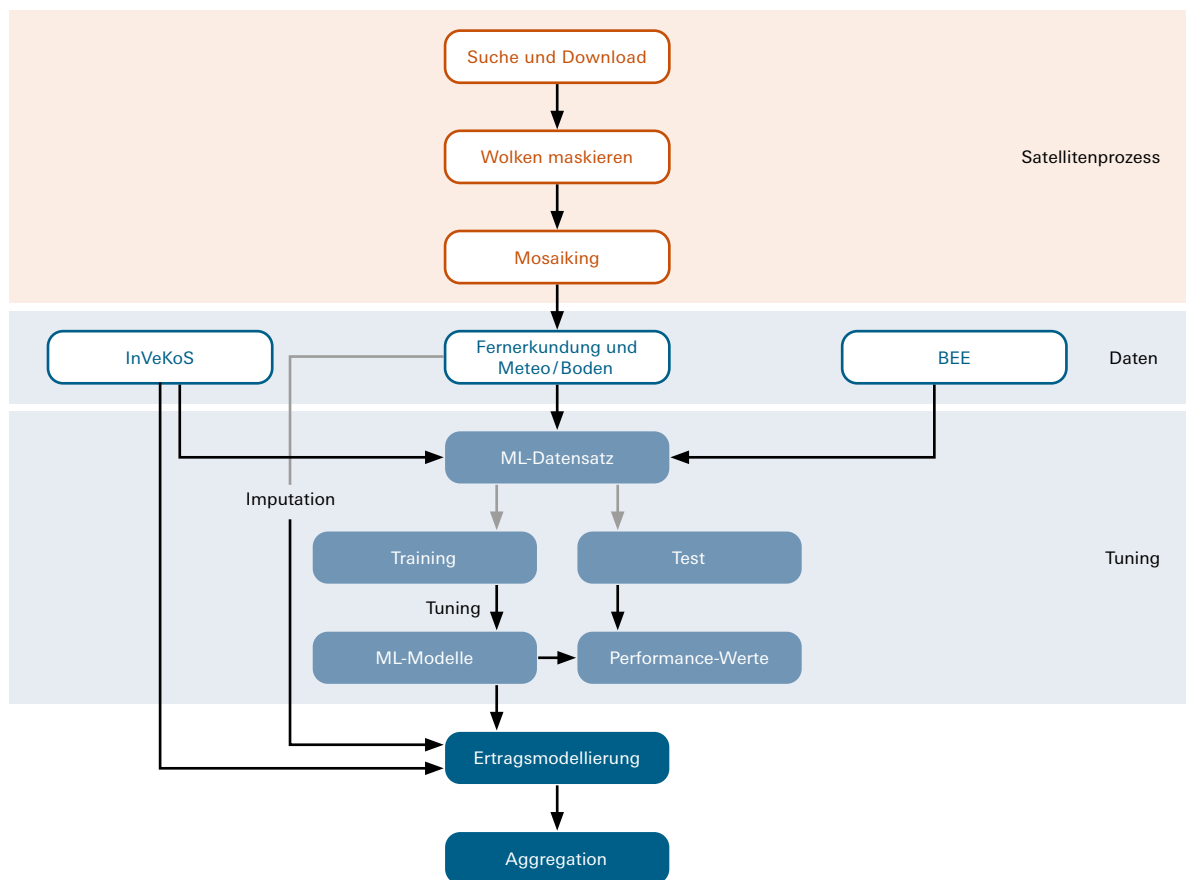 Suche und Download
Wolken maskieren
Satellitenprozess
Mosaiking
InVeKoS
Fernerkundung und
Meteo/Boden
BEE
Daten
ML-Datensatz
Imputation
Training
Test
Tuning
Tuning
ML-Modelle
Performance-Werte
Ertragsmodellierung
Aggregation